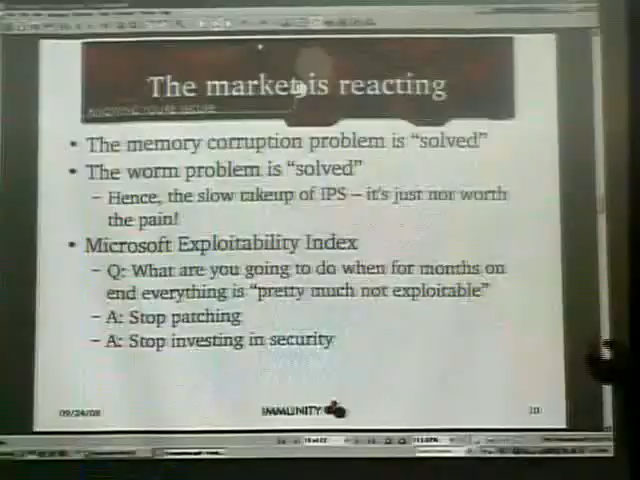 The market is reacting
• The memory corruption problem is “solved”
• The worm problem is “solved”
– Hence, the slow takeup of IPS – it's just not worth
the pain!
• Microsoft Exploitability Index
– Q: What are you going to do when for months on
end everything is “pretty much not exploitable”
– A: Stop patching
– A: Stop investing in security
09/24/08
IMMUNITY
10